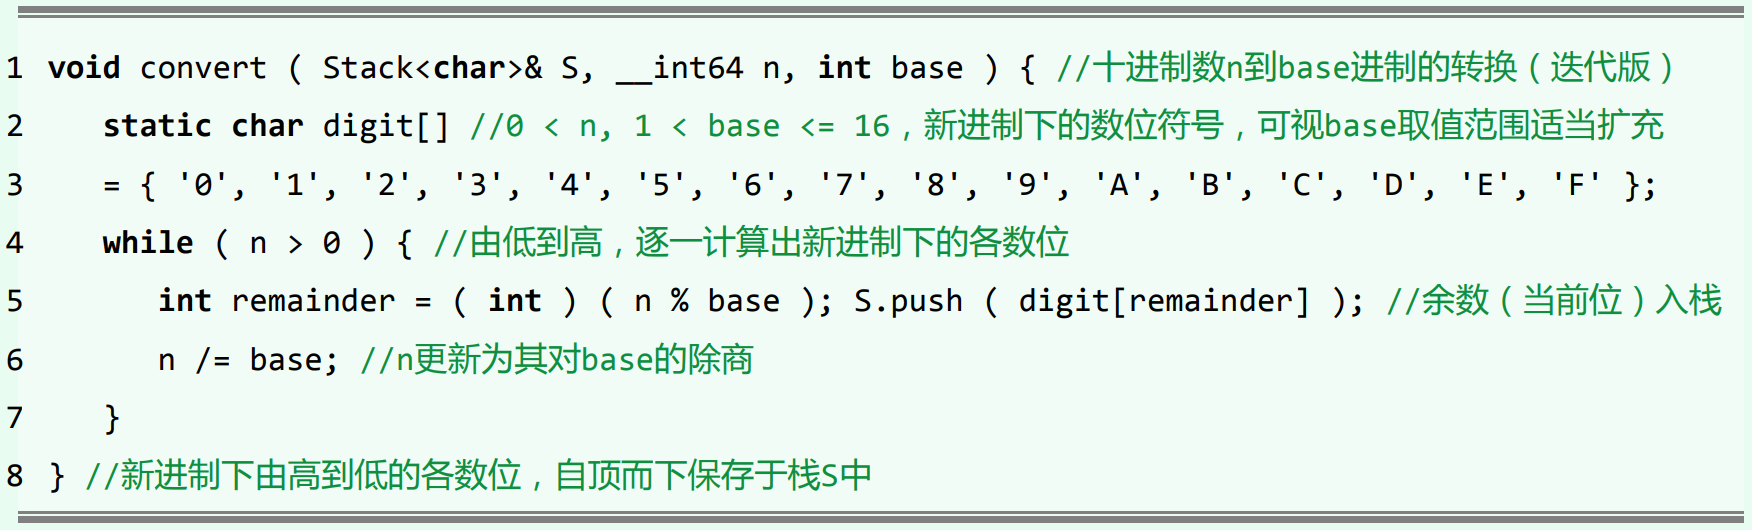 1 void convert ( Stack<char>& S, __int64 n, int base ) { //十进制数n到base进制的转换（迭代版）
2 static char digit[] //0 < n, 1 < base <= 16，新进制下的数位符号，可视base取值范围适当扩充
3 = { '0', '1', '2', '3', '4', '5', '6', '7', '8', '9', 'A', 'B', 'C', 'D', 'E', 'F' };
4 while ( n > 0 ) { //由低到高，逐一计算出新进制下的各数位
5 int remainder = ( int ) ( n % base ); S.push ( digit[remainder] ); //余数（当前位）入栈
6 n /= base; //n更新为其对base的除商
7 }
8 } //新进制下由高到低的各数位，自顶而下保存于栈S中